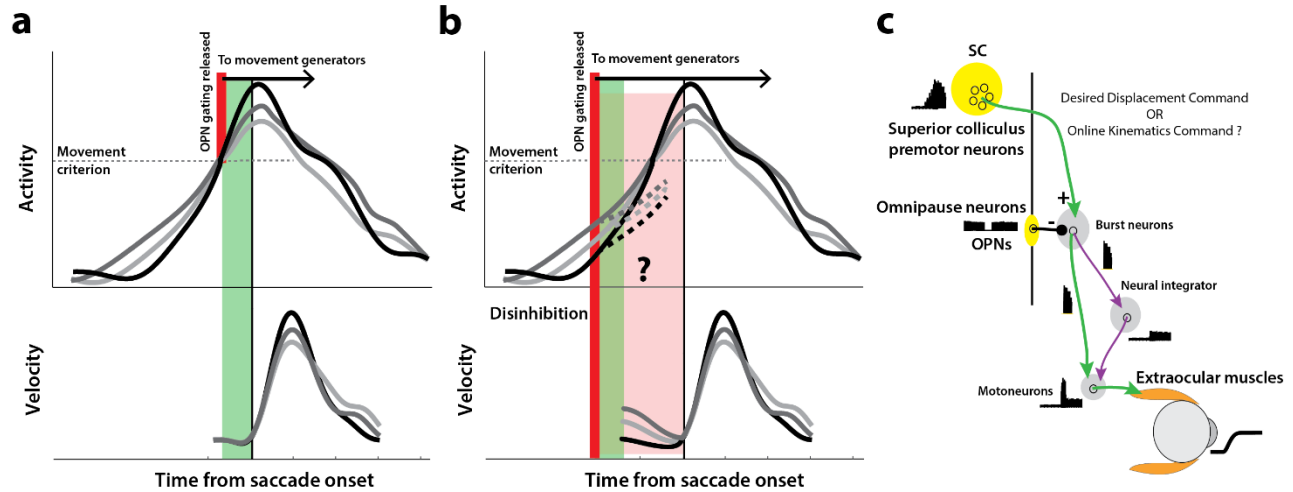 a
OPN gating released
To movement generators
Movement
criterion
Activity
Velocity
Time from saccade onset
b
OPN gating released
To movement generators
Movement
criterion
Activity
?
Disinhibition
Velocity
Time from saccade onset
c
SC
Desired Displacement Command
OR
Online Kinematics Command ?
Superior colliculus
premotor neurons
+
Omnipause neurons
-
OPNs
Burst neurons
Neural integrator
Motoneurons
Extraocular muscles